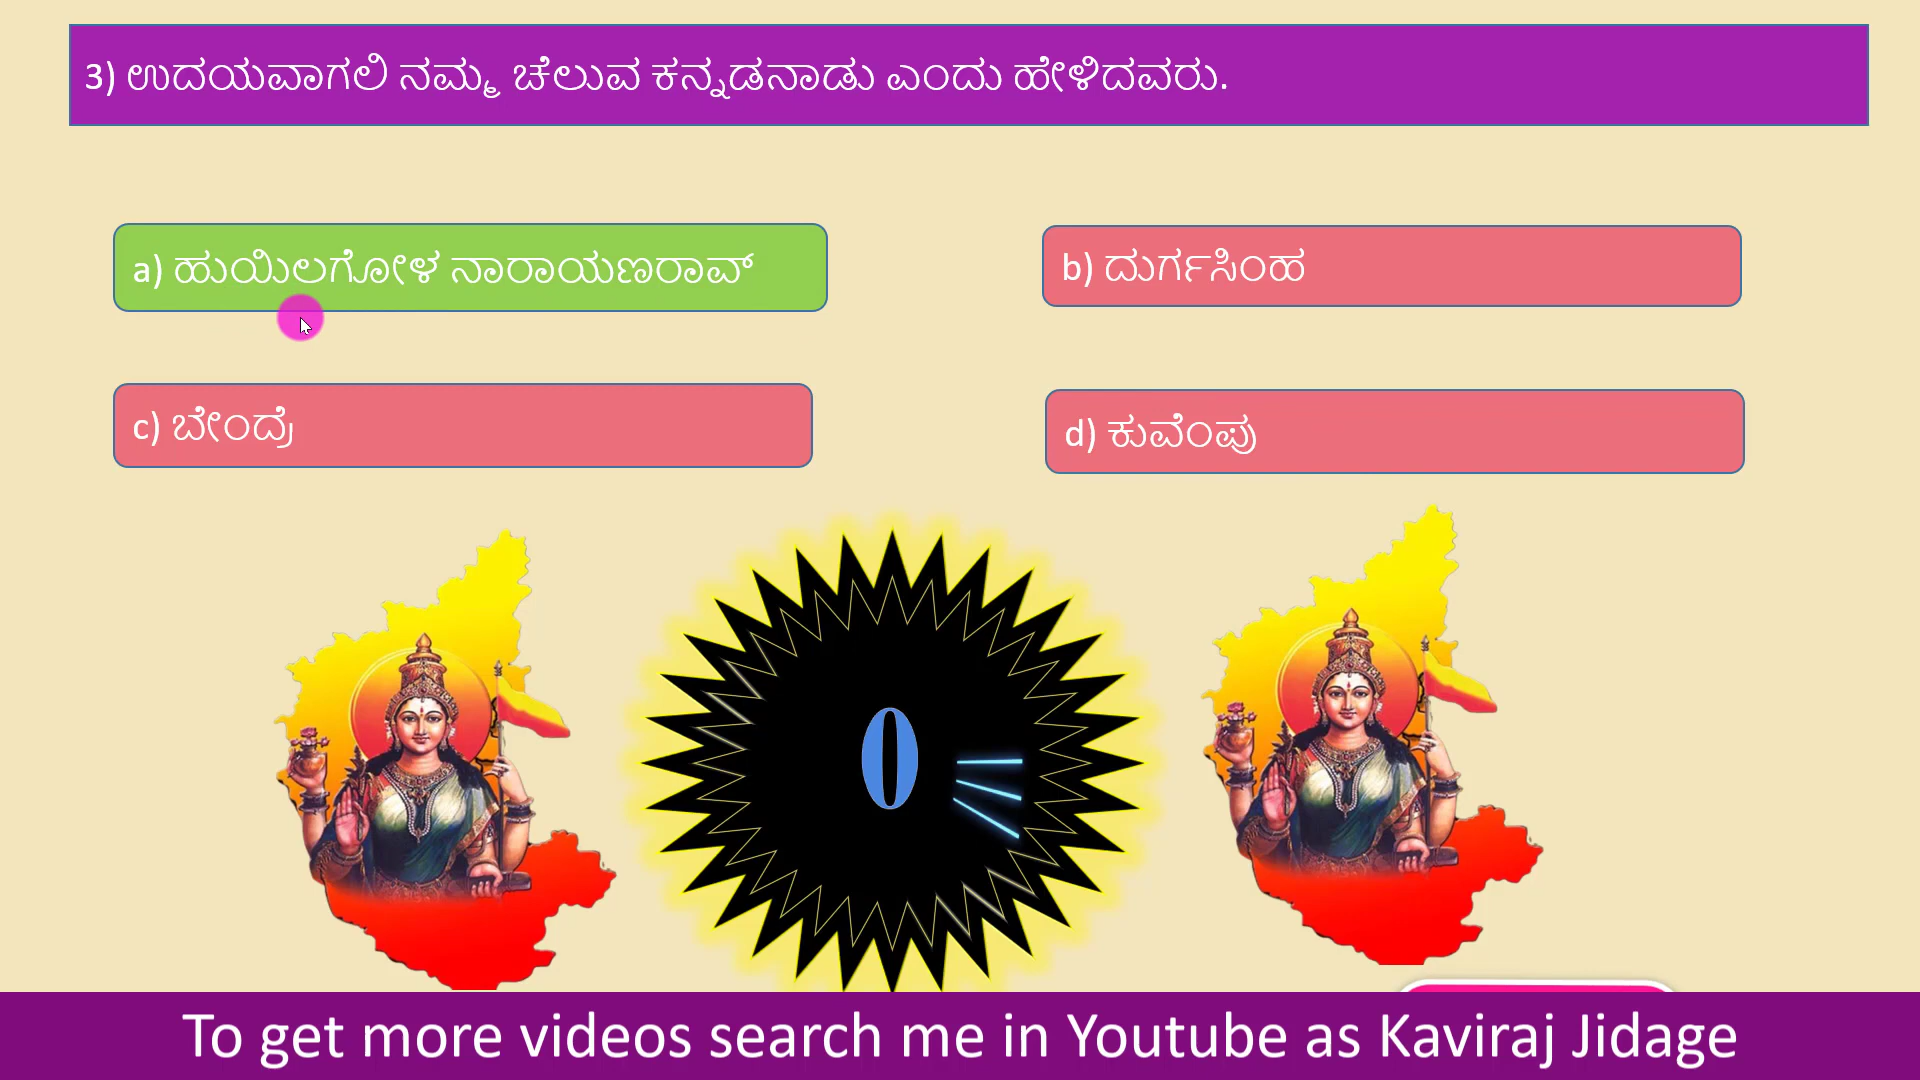 3) ಉದಯವಾಗಲಿ ನಮ್ಮ ಚೆಲುವ ಕನ್ನಡನಾಡು ಎಂದು ಹೇಳಿದವರು.
a) ಹುಯಿಲಗೋಳ ನಾರಾಯಣರಾವ್
b) ದುರ್ಗಸಿಂಹ
c) ಬೇಂದ್ರೆ
d) ಕುವೆಂಪು
0
To get more videos search me in Youtube as Kaviraj Jidage